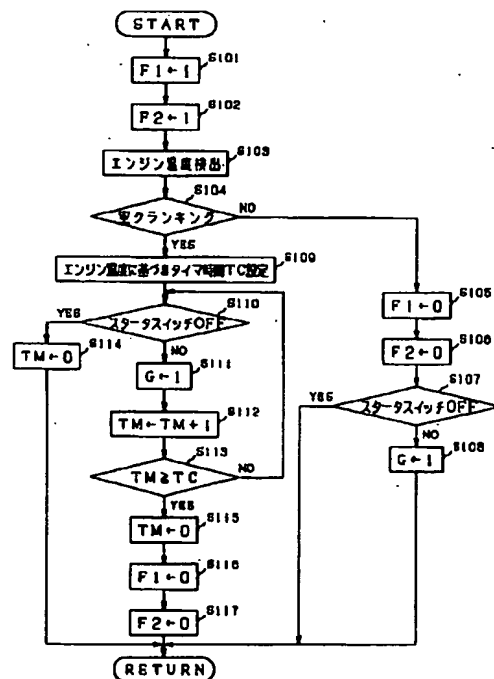 START
S101
F1←1
S102
F2←1
S103
エンジン温度検出
S104
空クランキング
NO
YES
S109
エンジン温度に基づきタイマ時間TC設定
S110
YES
スタータスイッチOFF
S114
TM←0
NO
S111
G←1
S112
TM←TM+1
S113
TM≧TC
NO
YES
S115
TM←0
S116
F1←0
S117
F2←0
S105
F1←0
S106
F2←0
S107
YES
スタータスイッチOFF
NO
S108
G←1
RETURN